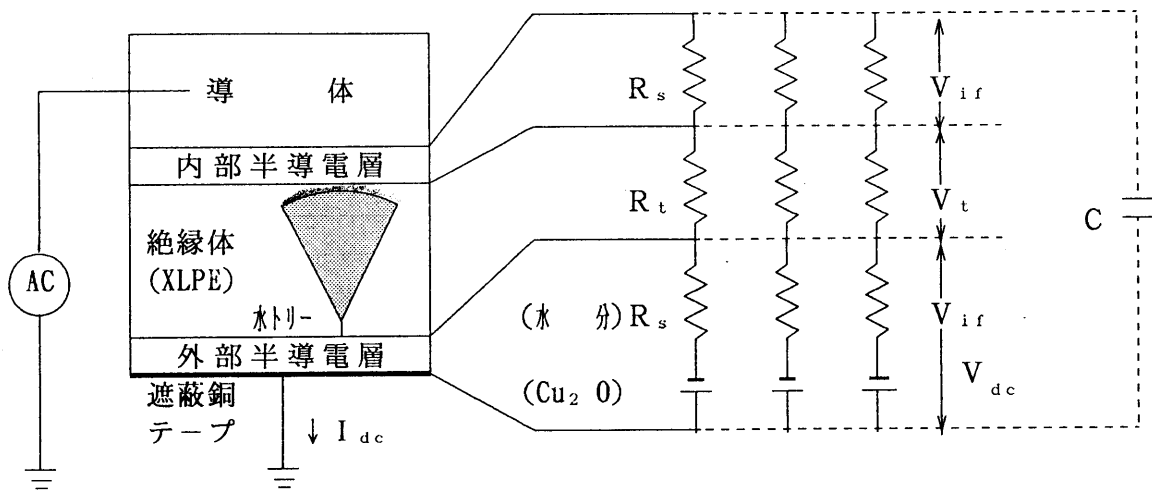 導 体
内部半導電層
絶縁体
(XLPE)
水トリー
外部半導電層
遮蔽銅
テープ
AC
↓ I dc
R s
R t
(水 分) R s
(Cu₂ O)
V if
V t
V if
V dc
C